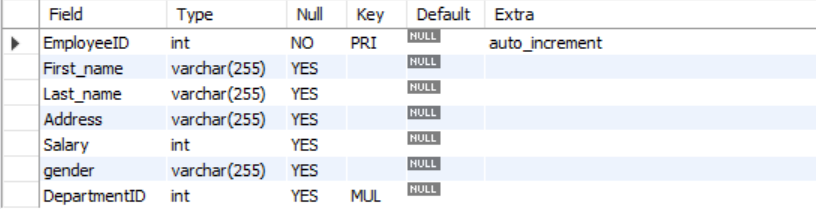 Field Type Null Key Default Extra
EmployeeID int NO PRI NULL auto_increment
First_name varchar(255) YES NULL
Last_name varchar(255) YES NULL
Address varchar(255) YES NULL
Salary int YES NULL
gender varchar(255) YES NULL
DepartmentID int YES MUL NULL